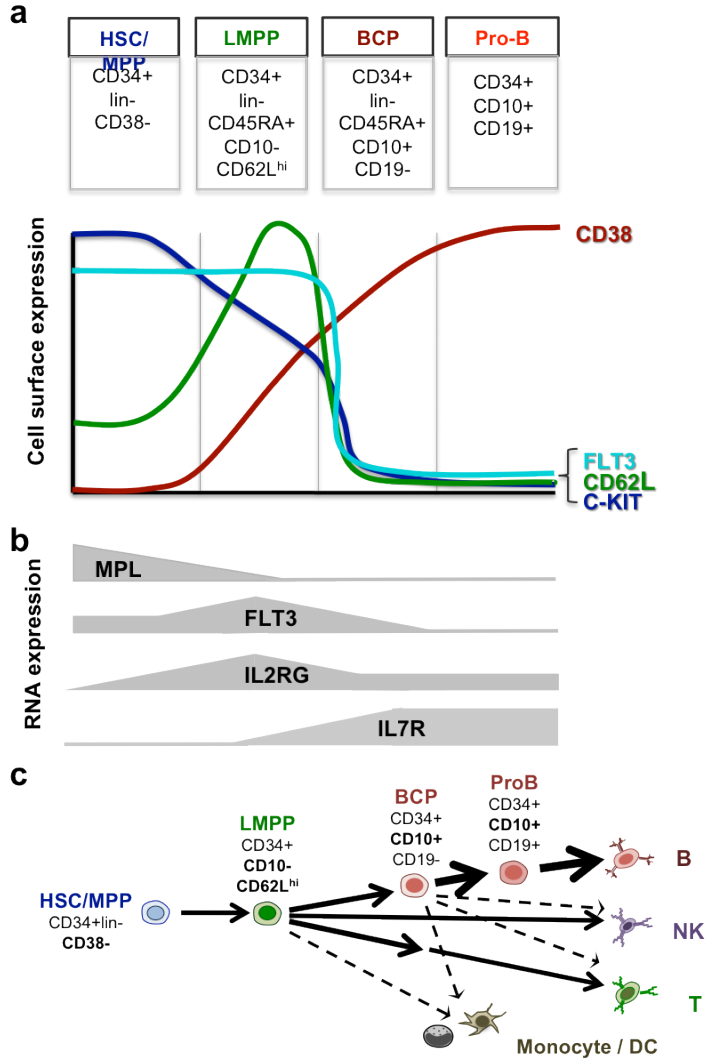 a
HSC/
MPP
CD34+
lin-
CD38-
LMPP
CD34+
lin-
CD45RA+
CD10-
CD62Lhi
BCP
CD34+
lin-
CD45RA+
CD10+
CD19-
Pro-B
CD34+
CD10+
CD19+
Cell surface expression
CD38
FLT3
CD62L
C-KIT
b
RNA expression
MPL
FLT3
IL2RG
IL7R
c
HSC/MPP
CD34+lin-
CD38-
LMPP
CD34+
CD10-
CD62Lhi
BCP
CD34+
CD10+
CD19-
ProB
CD34+
CD10+
CD19+
B
NK
T
Monocyte / DC